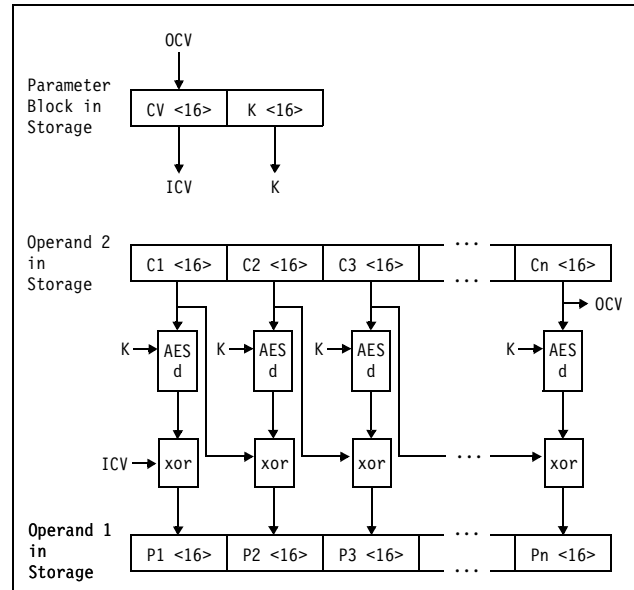 OCV
Parameter
Block in
Storage
CV <16> K <16>
ICV K
Operand 2
in
Storage
C1 <16> C2 <16> C3 <16> ... ... Cn <16>
OCV
K AES d K AES d K AES d K AES d
ICV xor xor xor ... xor
Operand 1
in
Storage
P1 <16> P2 <16> P3 <16> ... ... Pn <16>